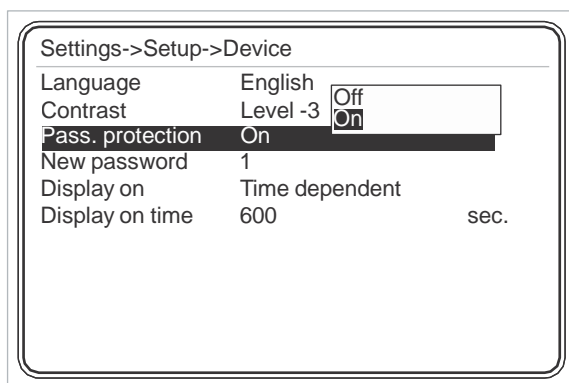 Settings->Setup->Device
Language English
Contrast Level -3
Off
On
Pass. protection On
New password 1
Display on Time dependent
Display on time 600 sec.